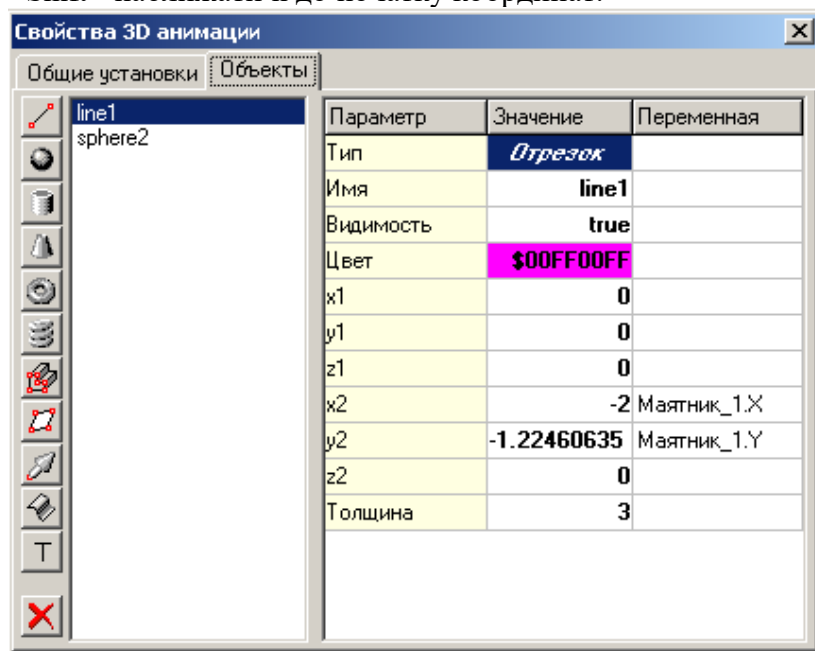 Свойства 3D анимации
Общие установки Объекты
line1
sphere2
Параметр Значение Переменная
Тип Отрезок
Имя line1
Видимость true
Цвет $00FF00FF
x1 0
y1 0
z1 0
x2 -2 Маятник_1.X
y2 -1.22460635 Маятник_1.Y
z2 0
Толщина 3
T